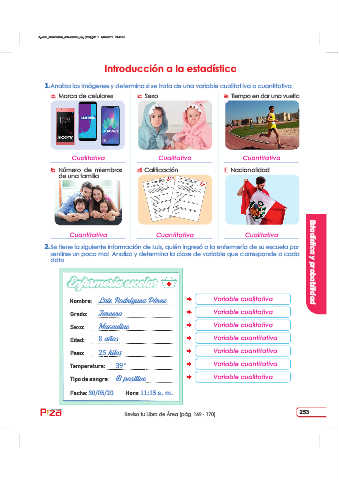 Introducción a la estadística
1. Analiza las imágenes y determina si se trata de una variable cualitativa o cuantitativa.
a. Marca de celulares
c. Sexo
e. Tiempo en dar una vuelta
Cualitativa
Cualitativa
Cuantitativa
b. Número de miembros
de una familia
d. Calificación
f. Nacionalidad
Cuantitativa
Cuantitativa
Cualitativa
2. Se tiene la siguiente información de Luis, quién ingresó a la enfermería de su escuela por
sentirse un poco mal. Analiza y determina la clase de variable que corresponde a cada
dato.
Enfermería escolar
Nombre: Luis Rodríguez Pérez
Variable cualitativa
Grado: Tercero
Variable cualitativa
Sexo: Masculino
Variable cualitativa
Edad: 8 años
Variable cuantitativa
Peso: 25 kilos
Variable cuantitativa
Temperatura: 39°
Variable cuantitativa
Tipo de sangre: B positivo
Variable cualitativa
Fecha: Hora: 11:15 a. m.
Estadística y probabilidad
Revisa tu Libro de Área (pág. 169 - 170)
253